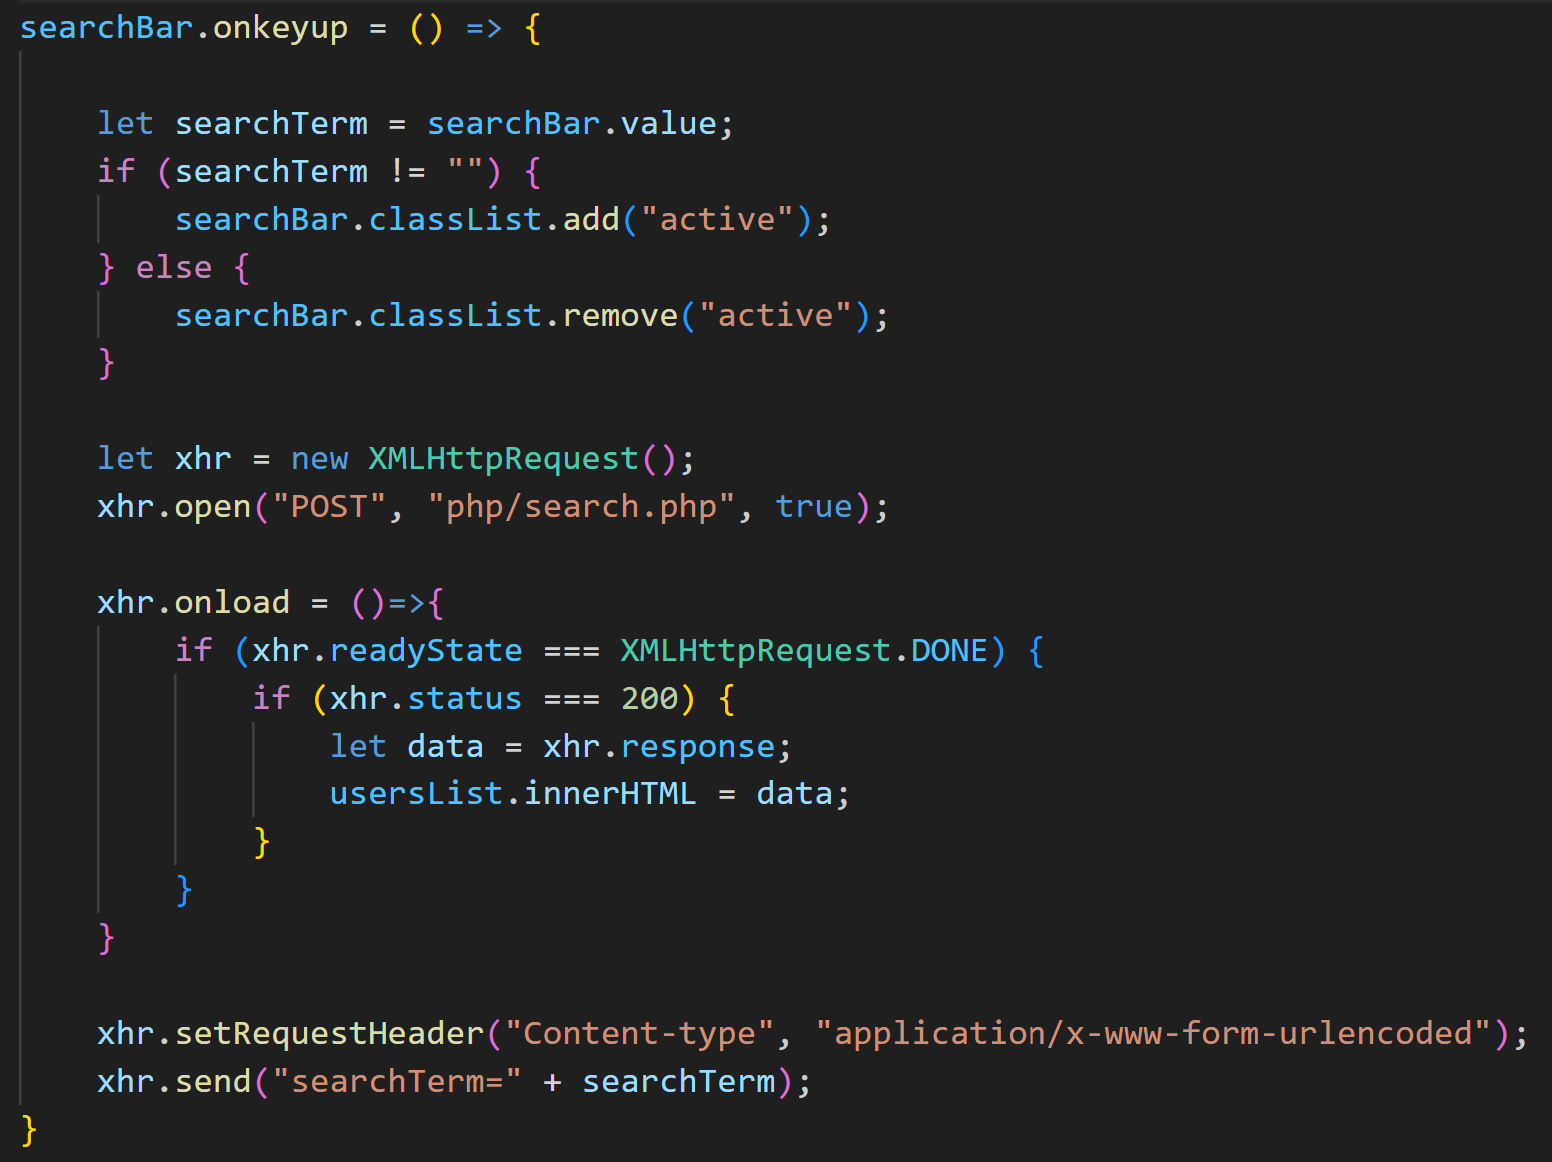 searchBar.onkeyup = () => {
let searchTerm = searchBar.value;
if (searchTerm != "") {
searchBar.classList.add("active");
} else {
searchBar.classList.remove("active");
}
let xhr = new XMLHttpRequest();
xhr.open("POST", "php/search.php", true);
xhr.onload = ()=>{
if (xhr.readyState === XMLHttpRequest.DONE) {
if (xhr.status === 200) {
let data = xhr.response;
usersList.innerHTML = data;
}
}
}
xhr.setRequestHeader("Content-type", "application/x-www-form-urlencoded");
xhr.send("searchTerm=" + searchTerm);
}